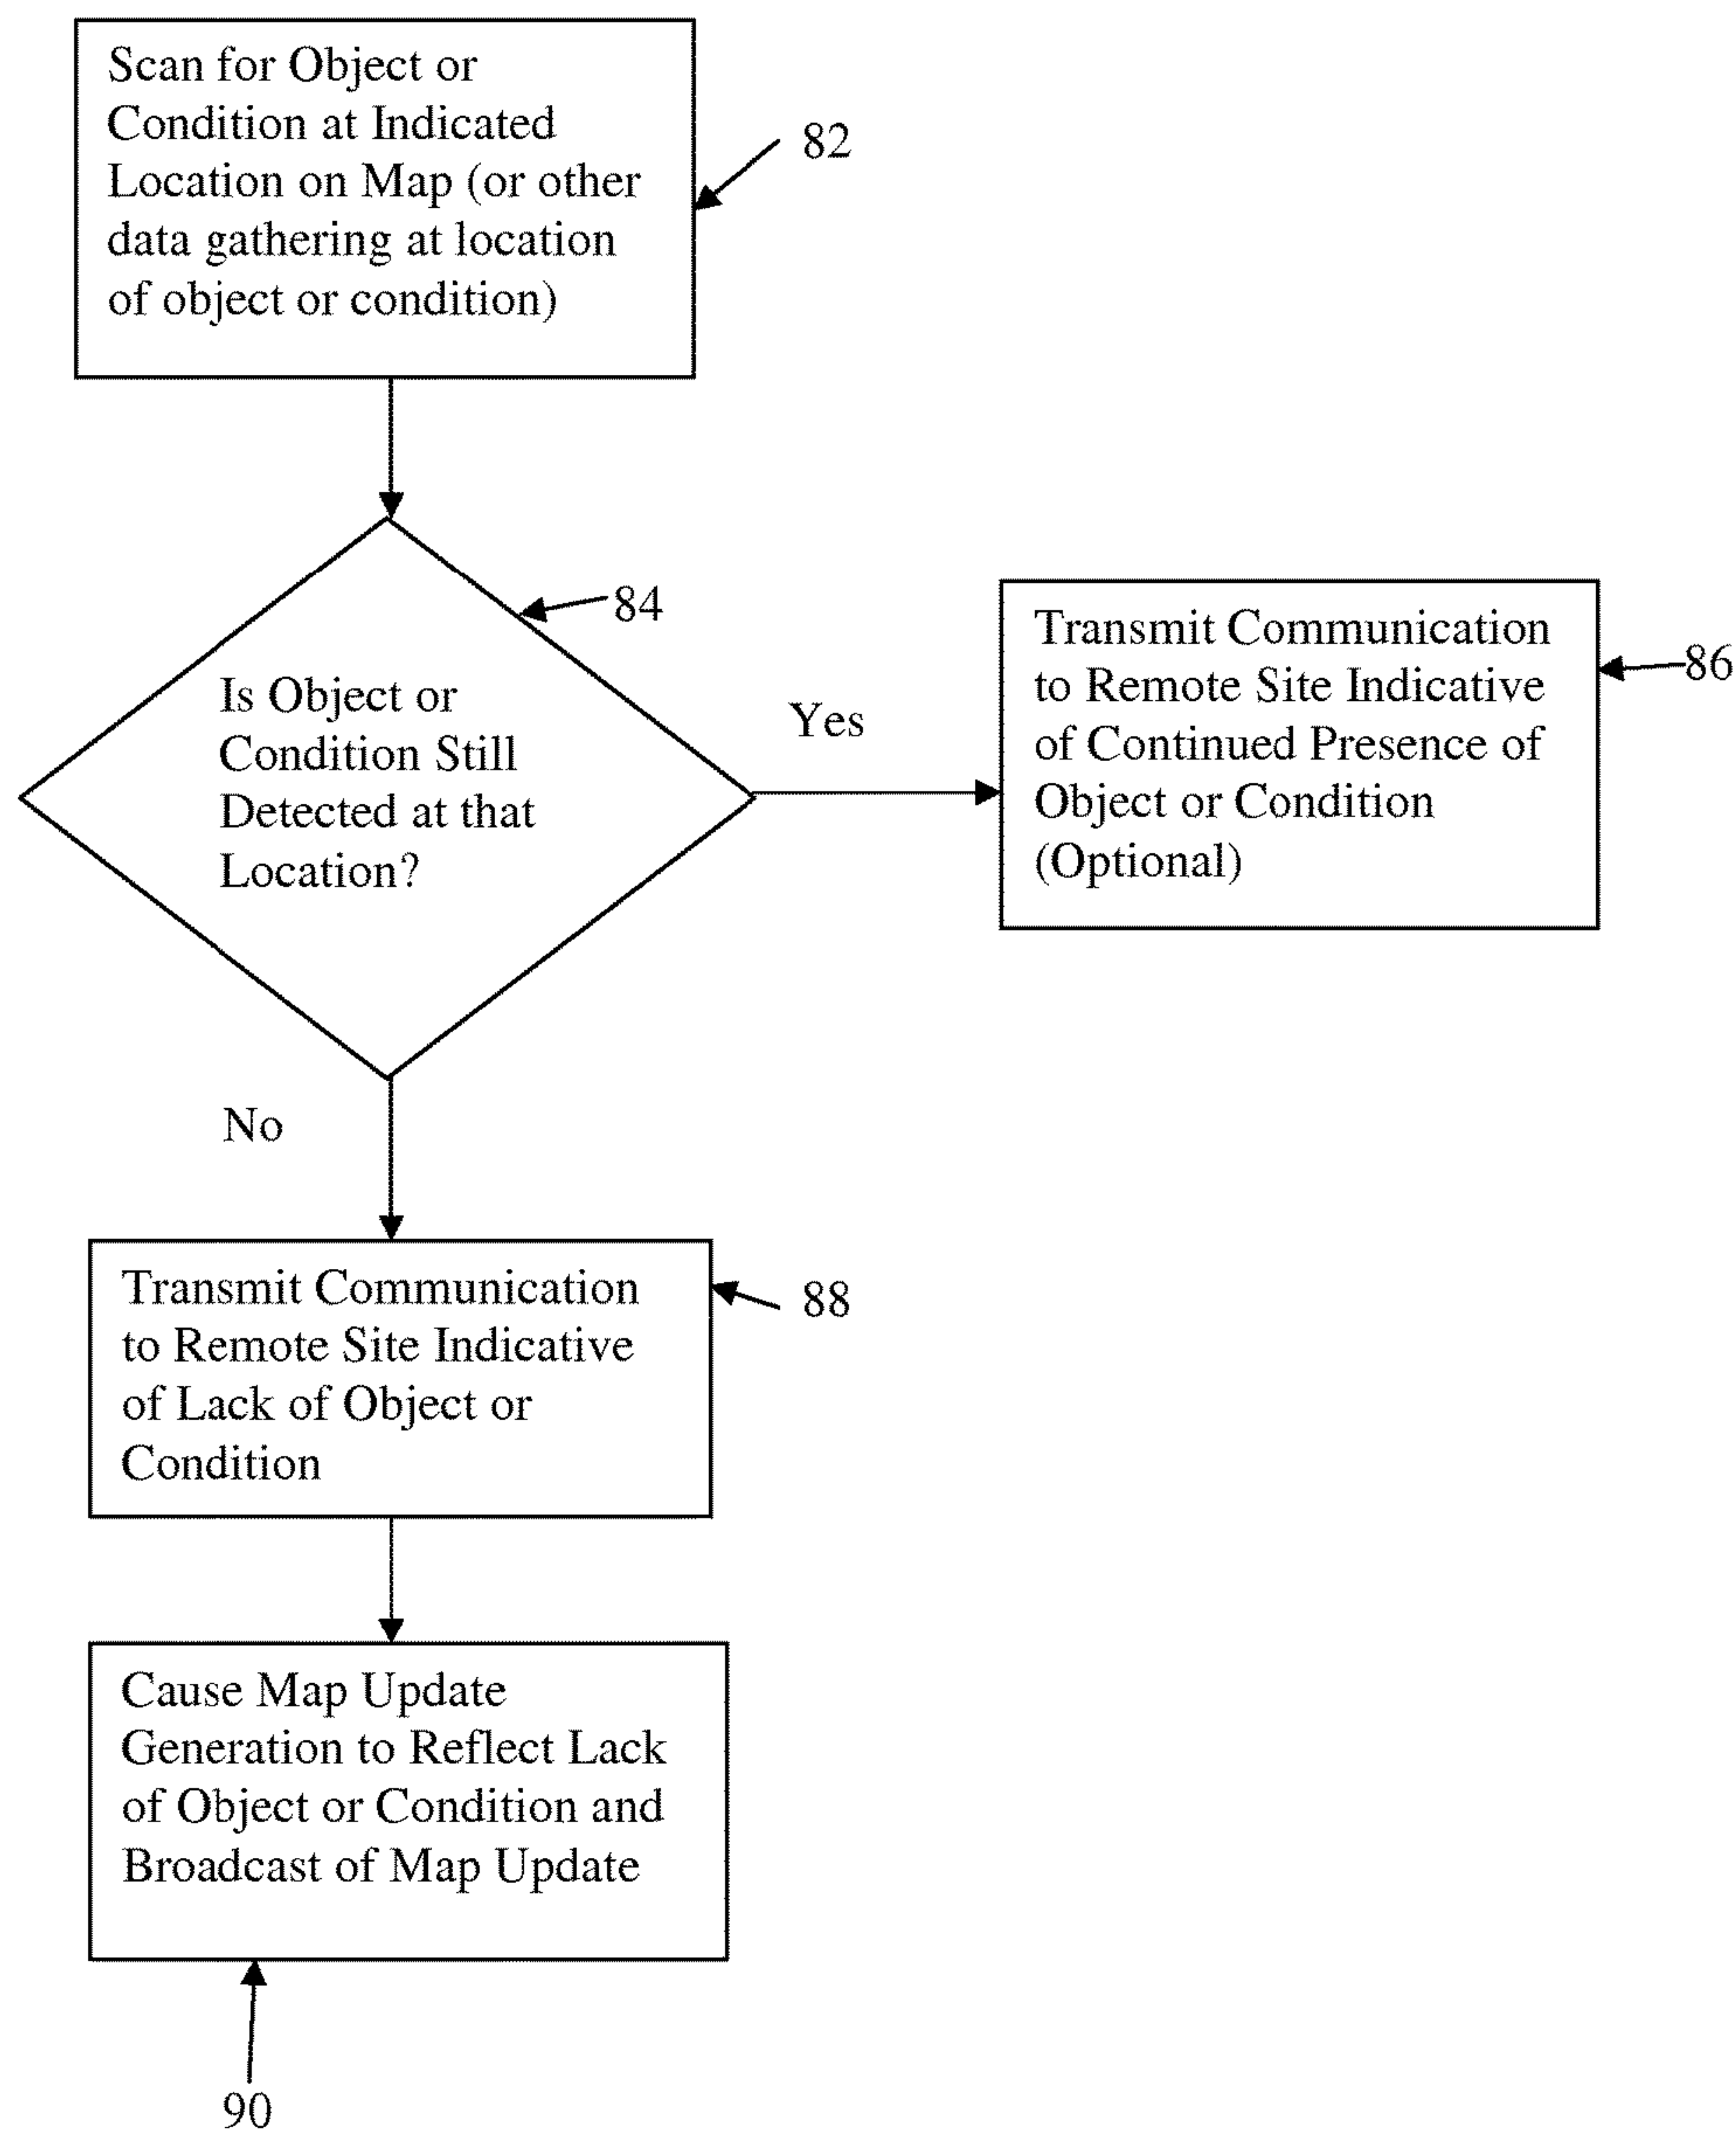 Scan for Object or
Condition at Indicated
Location on Map (or other
data gathering at location
of object or condition)
82
84
Is Object or
Condition Still
Detected at that
Location?
Yes
Transmit Communication
to Remote Site Indicative
of Continued Presence of
Object or Condition
(Optional)
86
No
Transmit Communication
to Remote Site Indicative
of Lack of Object or
Condition
88
Cause Map Update
Generation to Reflect Lack
of Object or Condition and
Broadcast of Map Update
90